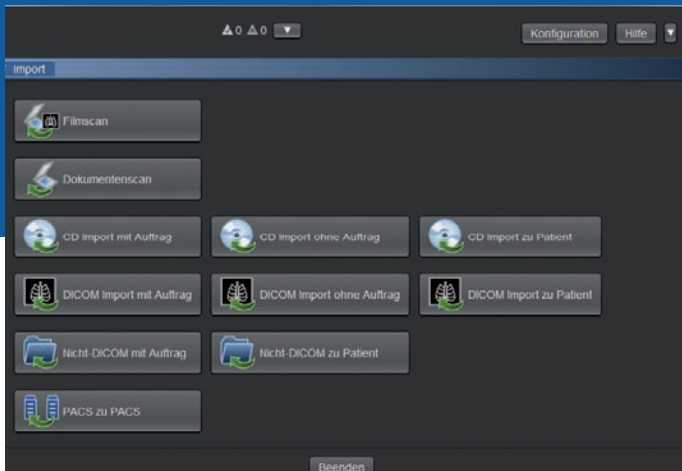 0 0
Konfiguration Hilfe
Import
Filmscan
Dokumentenscan
CD Import mit Auftrag CD Import ohne Auftrag CD Import zu Patient
DICOM Import mit Auftrag DICOM Import ohne Auftrag DICOM Import zu Patient
Nicht-DICOM mit Auftrag Nicht-DICOM zu Patient
PACS zu PACS
Beenden